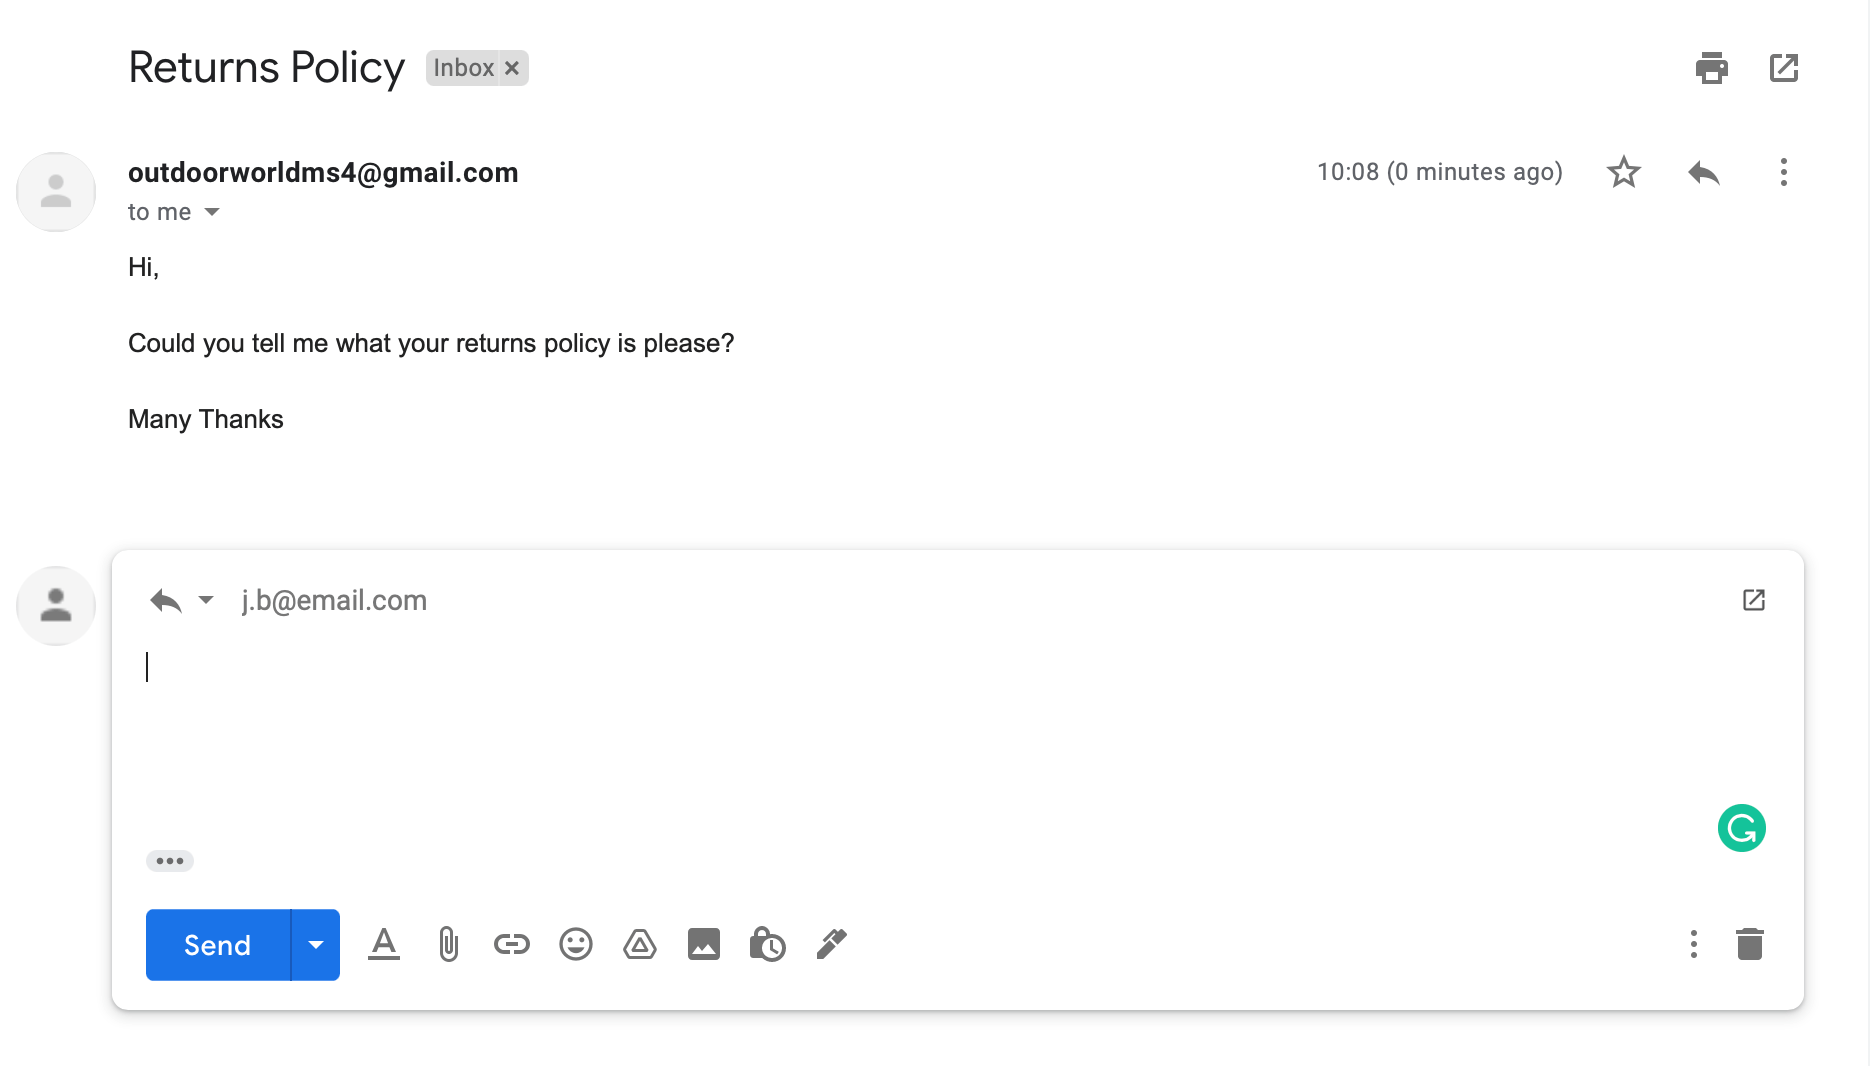 Returns Policy Inbox
outdoorworldms4@gmail.com 10:08 (0 minutes ago)
to me
Hi,
Could you tell me what your returns policy is please?
Many Thanks
j.b@email.com
Send